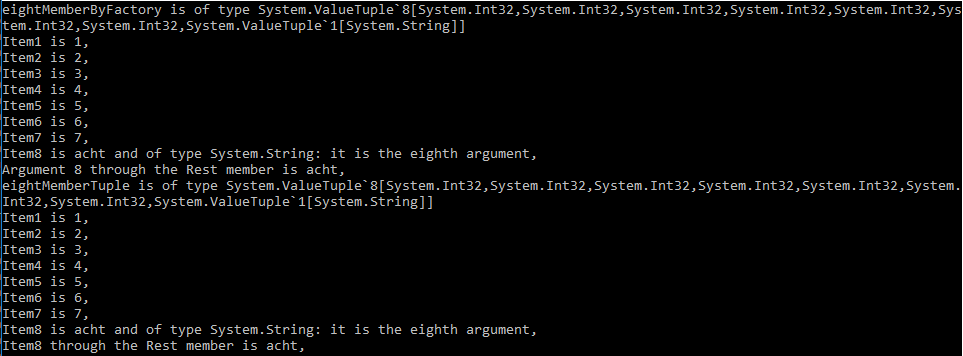 eightMemberByFactory is of type System.ValueTuple`8[System.Int32,System.Int32,System.Int32,System.Int32,System.Int32,Sys
tem.Int32,System.Int32,System.ValueTuple`1[System.String]]
Item1 is 1,
Item2 is 2,
Item3 is 3,
Item4 is 4,
Item5 is 5,
Item6 is 6,
Item7 is 7,
Item8 is acht and of type System.String: it is the eighth argument,
Argument 8 through the Rest member is acht,
eightMemberTuple is of type System.ValueTuple`8[System.Int32,System.Int32,System.Int32,System.Int32,System.Int32,System.
Int32,System.Int32,System.ValueTuple`1[System.String]]
Item1 is 1,
Item2 is 2,
Item3 is 3,
Item4 is 4,
Item5 is 5,
Item6 is 6,
Item7 is 7,
Item8 is acht and of type System.String: it is the eighth argument,
Item8 through the Rest member is acht,